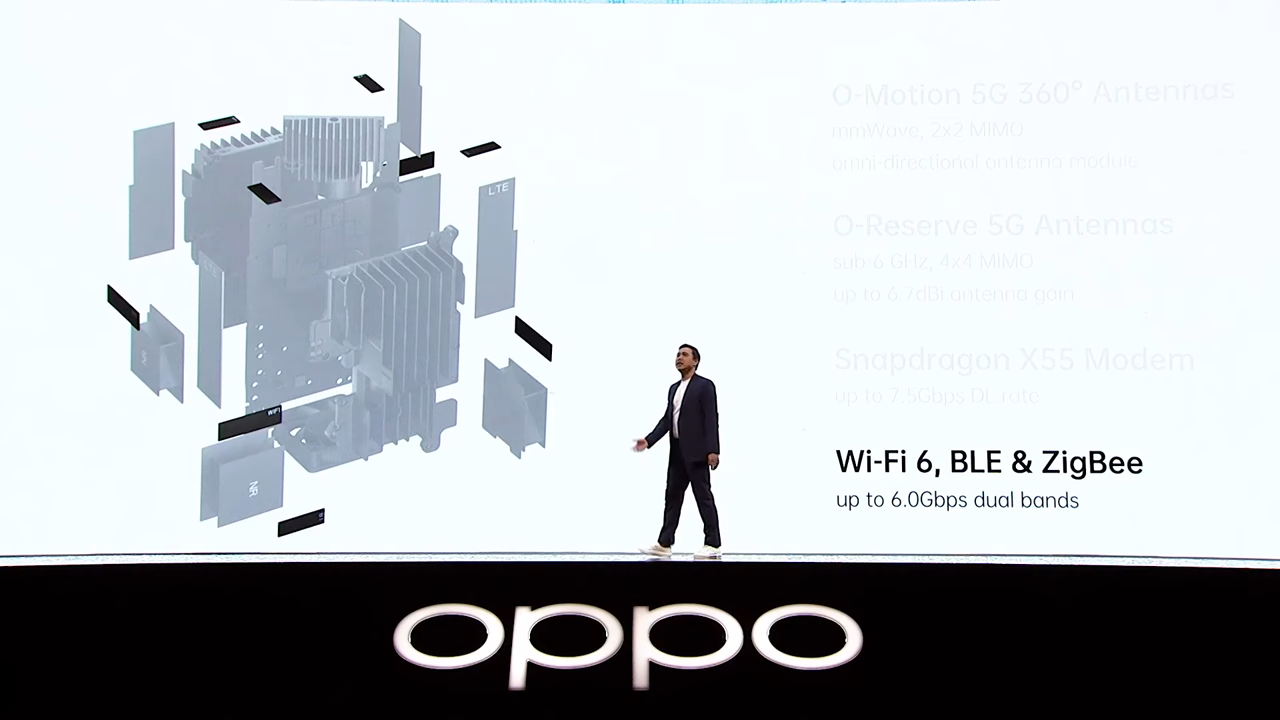 O-Motion 5G 360° Antennas
mmWave, 2x2 MIMO
omni-directional antenna module
LTE
O-Reserve 5G Antennas
sub-6 GHz, 4x4 MIMO
up to 6.7dBi antenna gain
Snapdragon X55 Modem
up to 7.5Gbps DL rate
WiFi
Wi-Fi 6, BLE & ZigBee
up to 6.0Gbps dual bands
NR
oppo